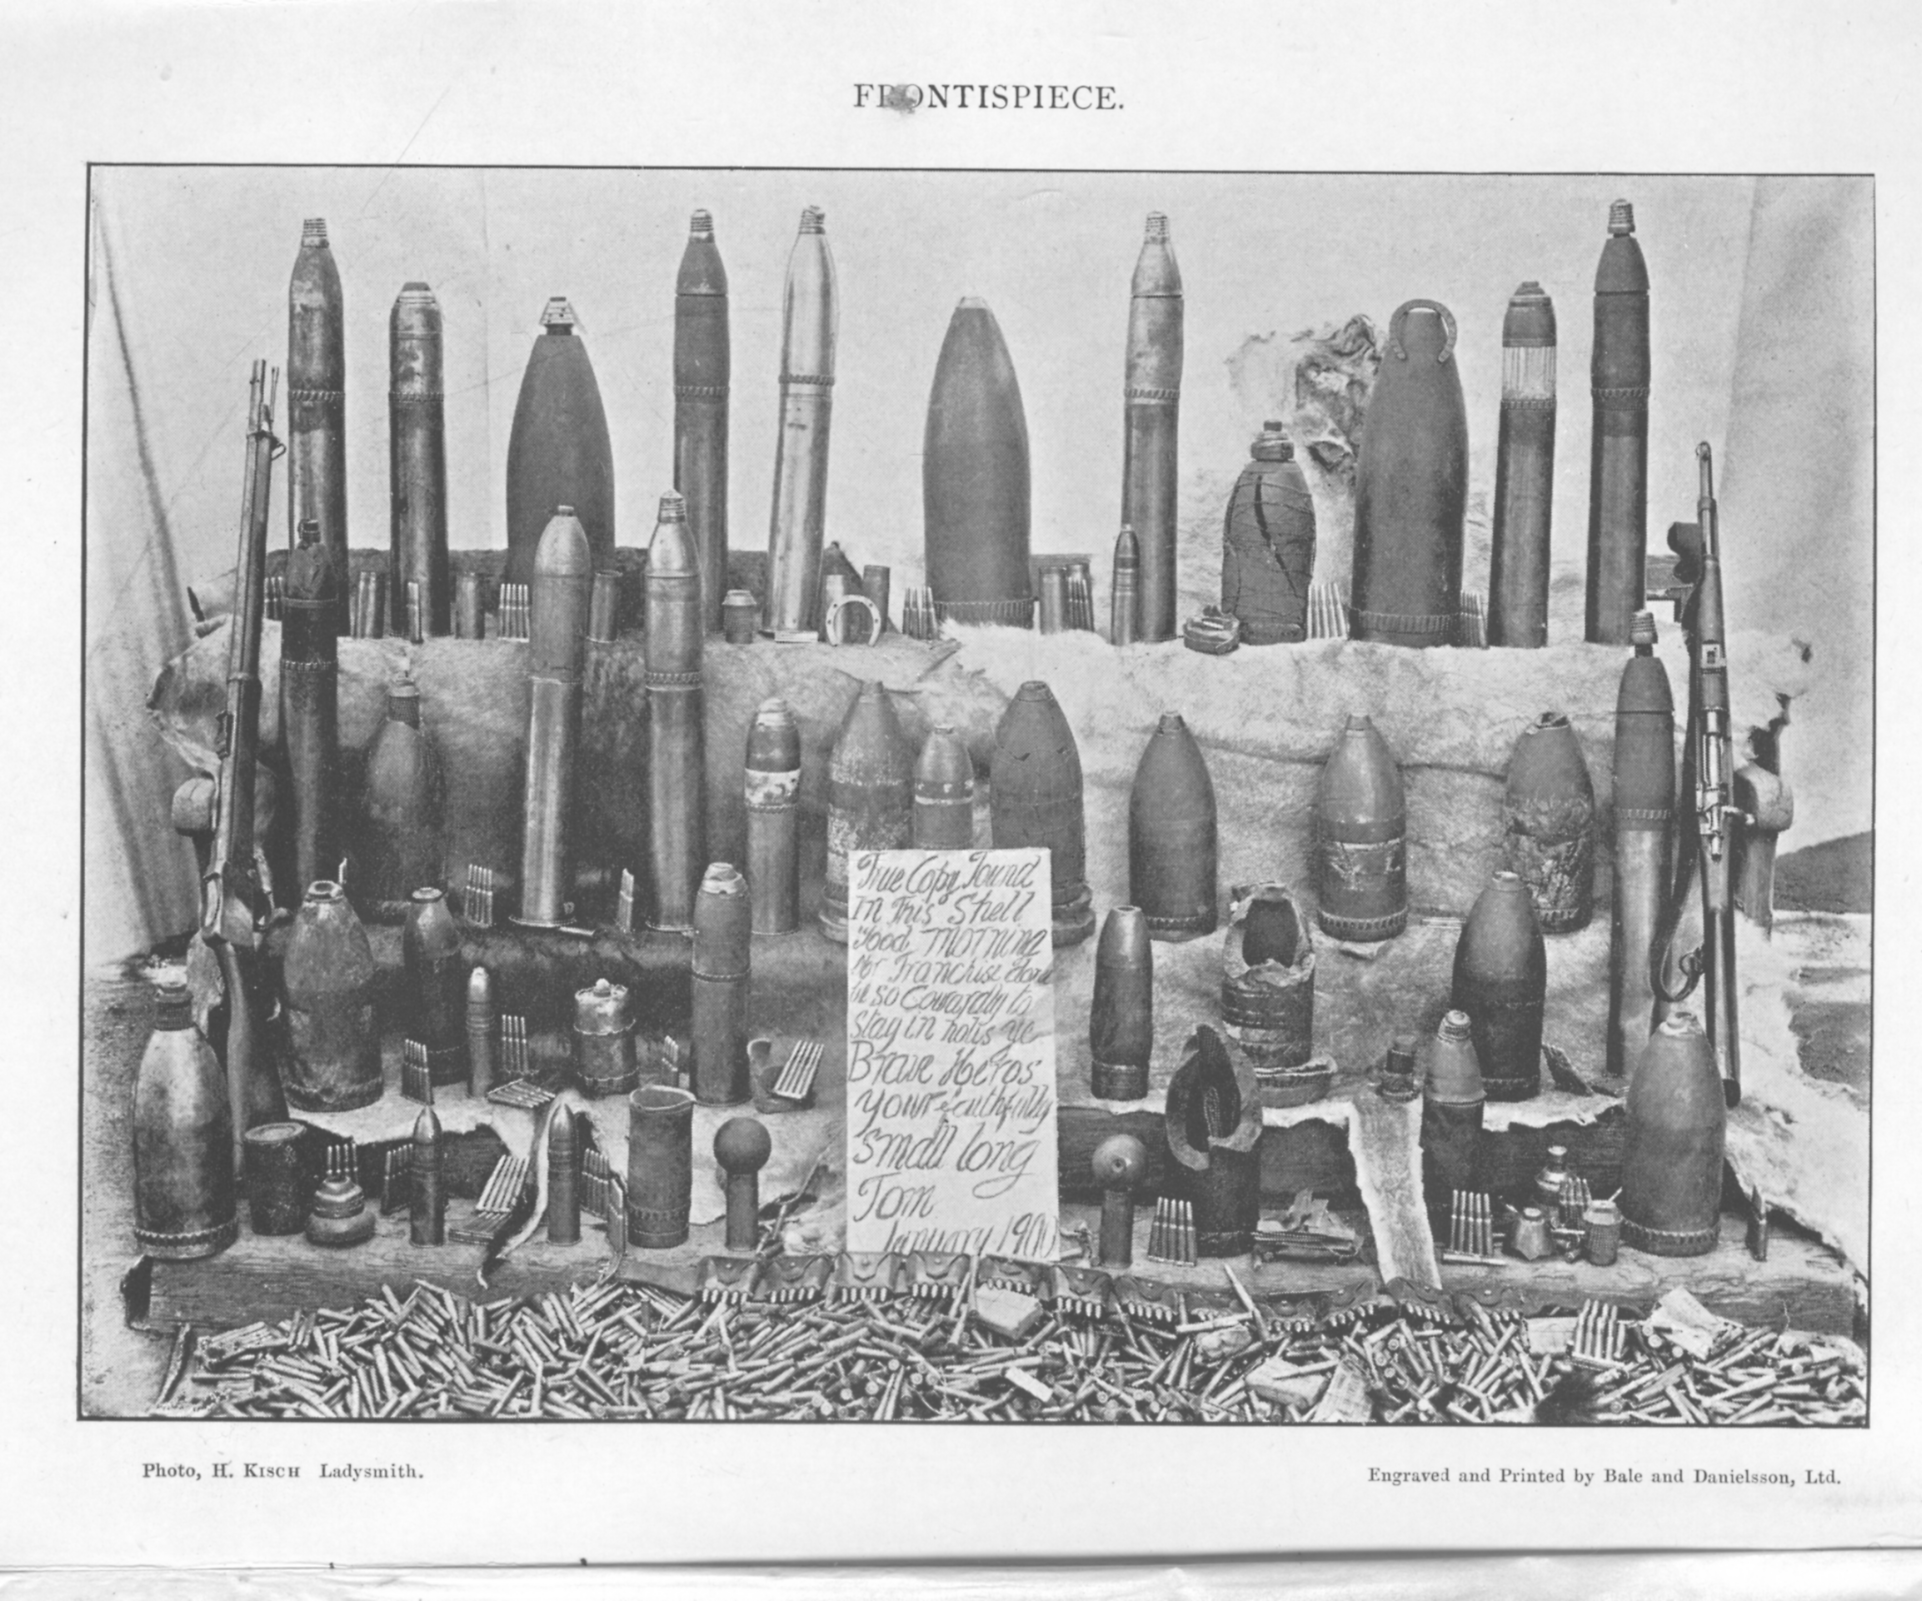 FRONTISPIECE.
True Copy Found
In This Shell
Good Morning
Mr Franchise dont
be so Cowardly to
stay in holes ye
Brave Heros
your faithfully
Small long
Tom
January 1900
Photo, H. KISCH Ladysmith.
Engraved and Printed by Bale and Danielsson, Ltd.